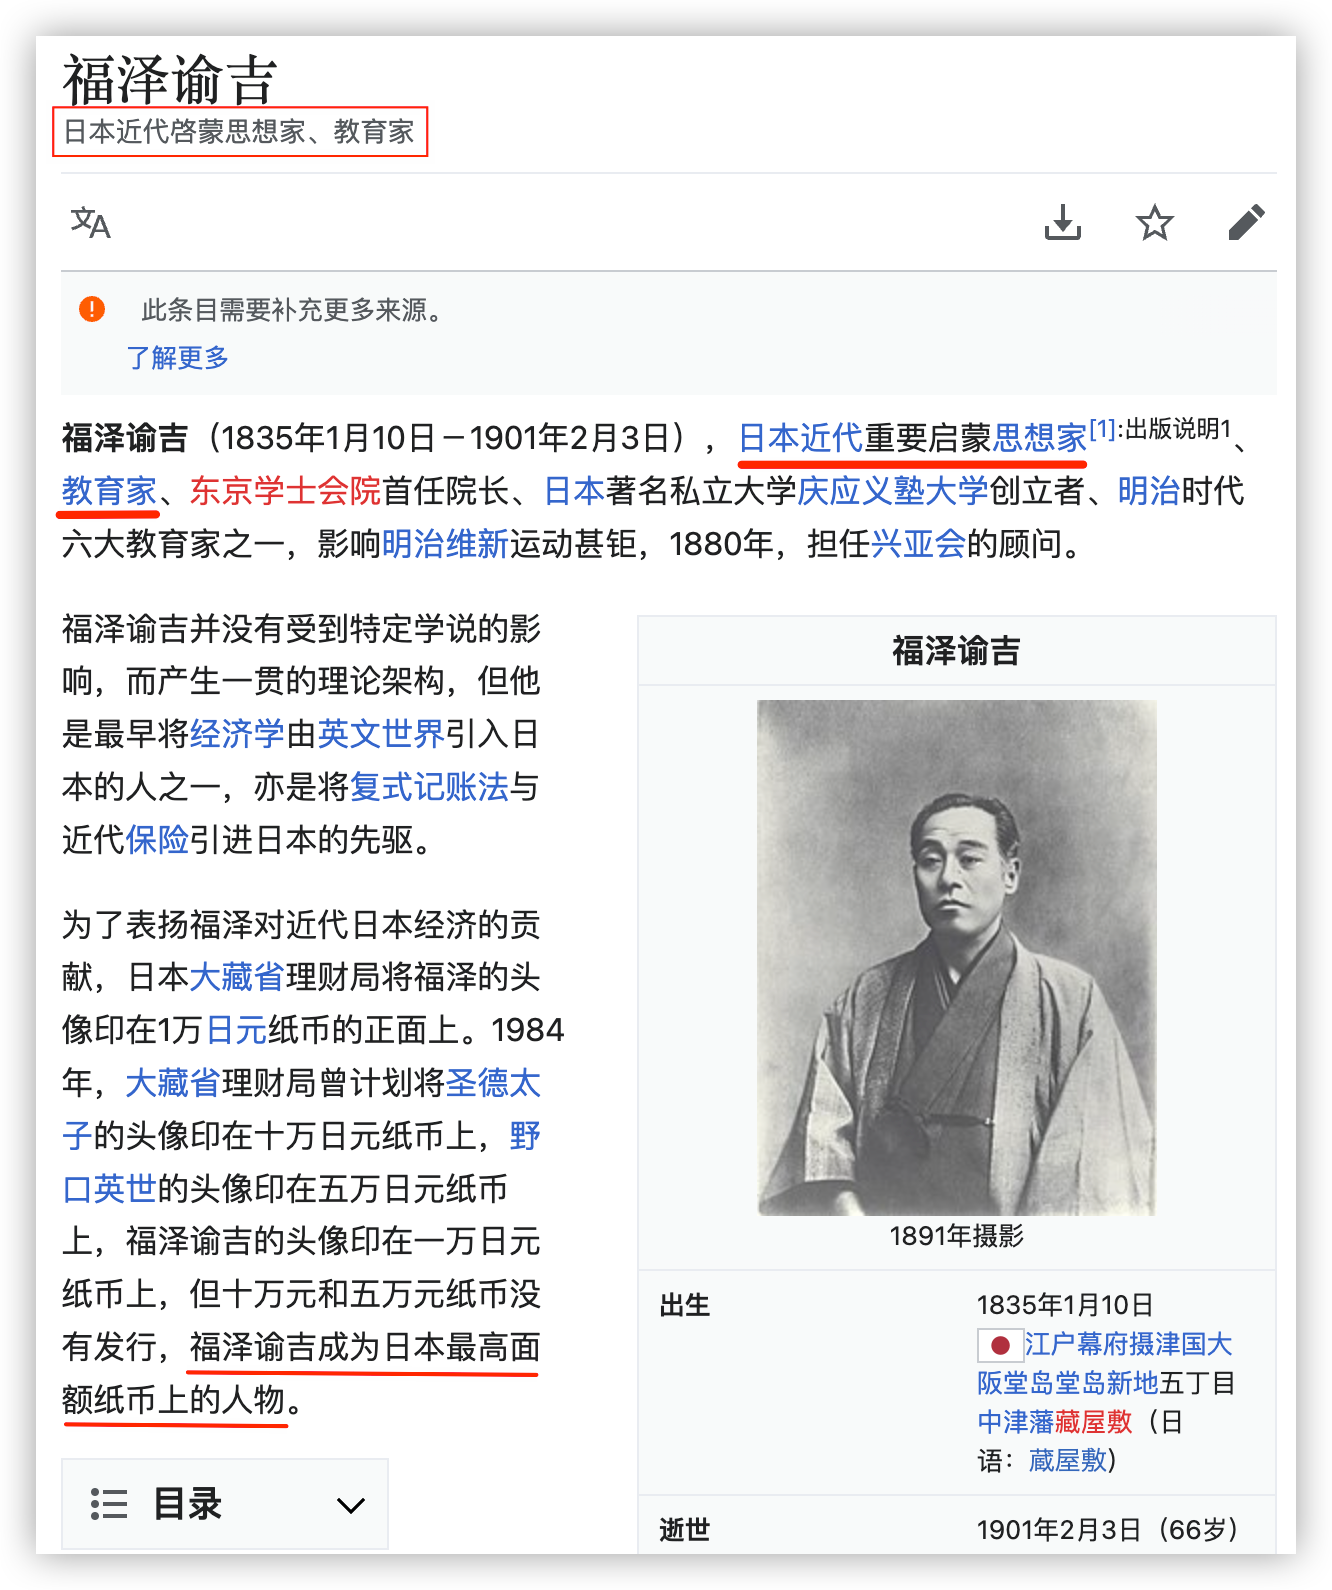 福泽谕吉
日本近代啓蒙思想家、教育家
文A
此条目需要补充更多来源。
了解更多
福泽谕吉（1835年1月10日－1901年2月3日），日本近代重要启蒙思想家[1]:出版说明1、
教育家、东京学士会院首任院长、日本著名私立大学庆应义塾大学创立者、明治时代
六大教育家之一，影响明治维新运动甚钜，1880年，担任兴亚会的顾问。
福泽谕吉并没有受到特定学说的影
响，而产生一贯的理论架构，但他
是最早将经济学由英文世界引入日
本的人之一，亦是将复式记账法与
近代保险引进日本的先驱。
为了表扬福泽对近代日本经济的贡
献，日本大藏省理财局将福泽的头
像印在1万日元纸币的正面上。1984
年，大藏省理财局曾计划将圣德太
子的头像印在十万日元纸币上，野
口英世的头像印在五万日元纸币
上，福泽谕吉的头像印在一万日元
纸币上，但十万元和五万元纸币没
有发行，福泽谕吉成为日本最高面
额纸币上的人物。
目录
福泽谕吉
1891年摄影
出生
1835年1月10日
江户幕府摄津国大
阪堂岛堂岛新地五丁目
中津藩藏屋敷（日
语：蔵屋敷）
逝世
1901年2月3日（66岁）